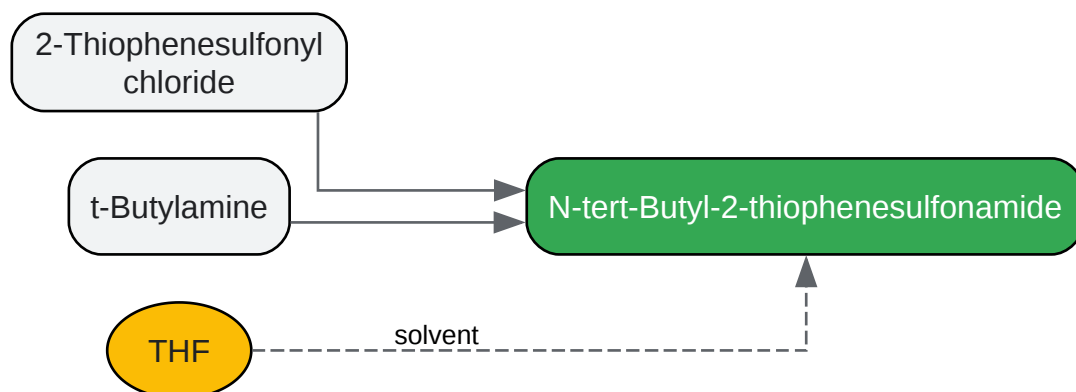 2-Thiophenesulfonyl
chloride
t-Butylamine
N-tert-Butyl-2-thiophenesulfonamide
THF
solvent